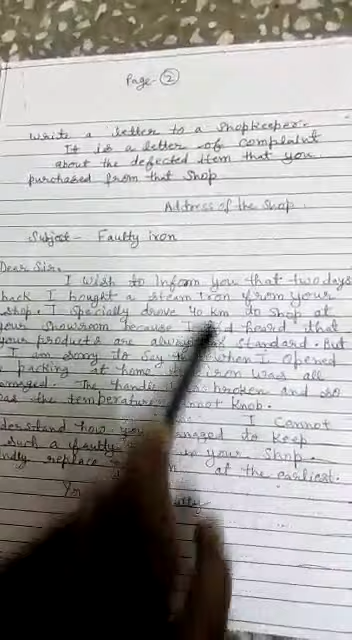 Page - 2
Write a letter to a Shopkeeper.
It is a letter of complaint
about the defected item that you
purchased from that Shop
Address of the Shop.
Subject - Faulty iron
Dear Sir,
I wish to Inform you that two days
back I bought a steam Iron from your
shop. I specially drove 40 km to shop at
your showroom because I had heard that
your products are always standard. But
I am sorry to say when I opened
packing at home iron was all
damaged. The handle broken and so
was the temperature knob.
I cannot
understand how you managed to keep
such a faulty in your Shop.
Kindly replace at the earliest.